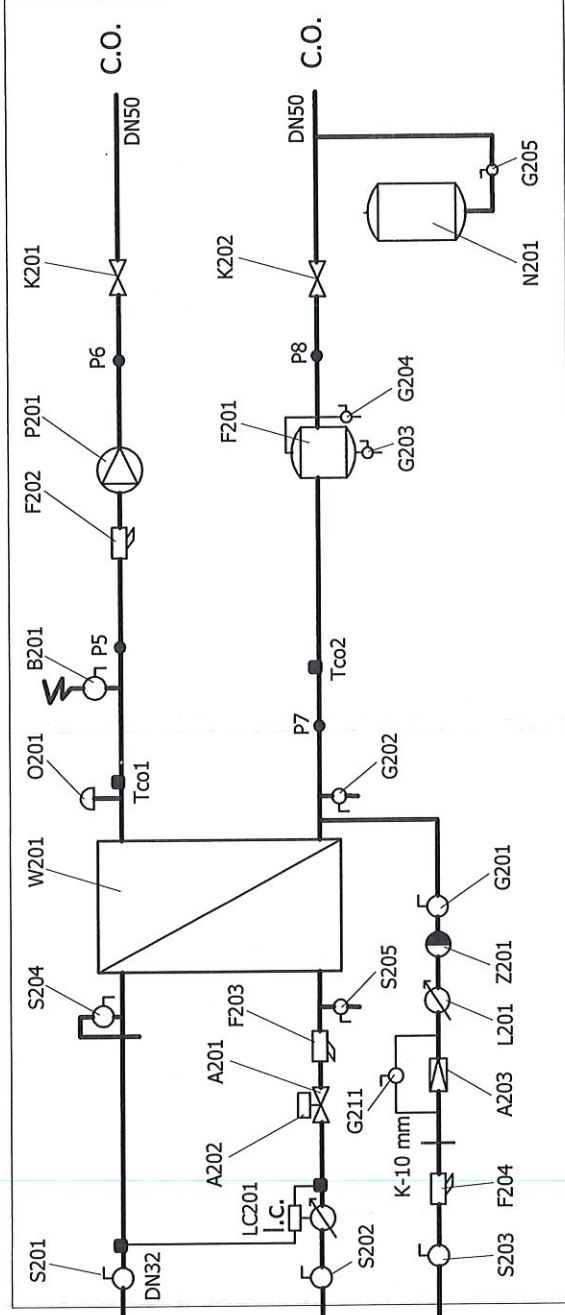 C.O.
DN50
K201
P6
P201
F202
B201
P5
O201
Tco1
W201
S204
S201
DN32
C.O.
DN50
K202
P8
F201
G204
G203
G205
N201
Tco2
P7
G202
S205
F203
A201
A202
LC201
I.c.
S202
G201
Z201
L201
A203
G211
K-10 mm
F204
S203